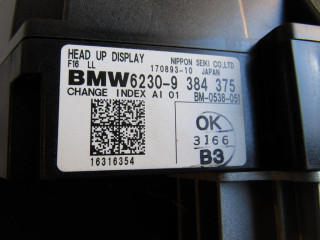 HEAD UP DISPLAY
NIPPON SEIKI CO.,LTD
F16 LL
170893-10 JAPAN
BMW 6230-9 384 375
CHANGE INDEX AI 01
BM-0538-051
OK
3166
B3
16316354